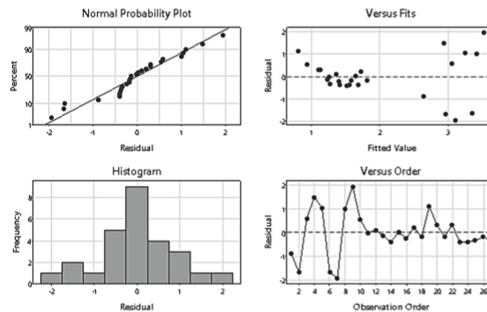 Normal Probability Plot
99
90
50
10
1
Percent
-2 -1 0 1 2
Residual
Versus Fits
2
1
0
-1
-2
Residual
1 2 3
Fitted Value
Histogram
8
6
4
2
0
Frequency
-2 -1 0 1 2
Residual
Versus Order
2
1
0
-1
-2
Residual
2 4 6 8 10 12 14 16 18 20 22 24 26
Observation Order